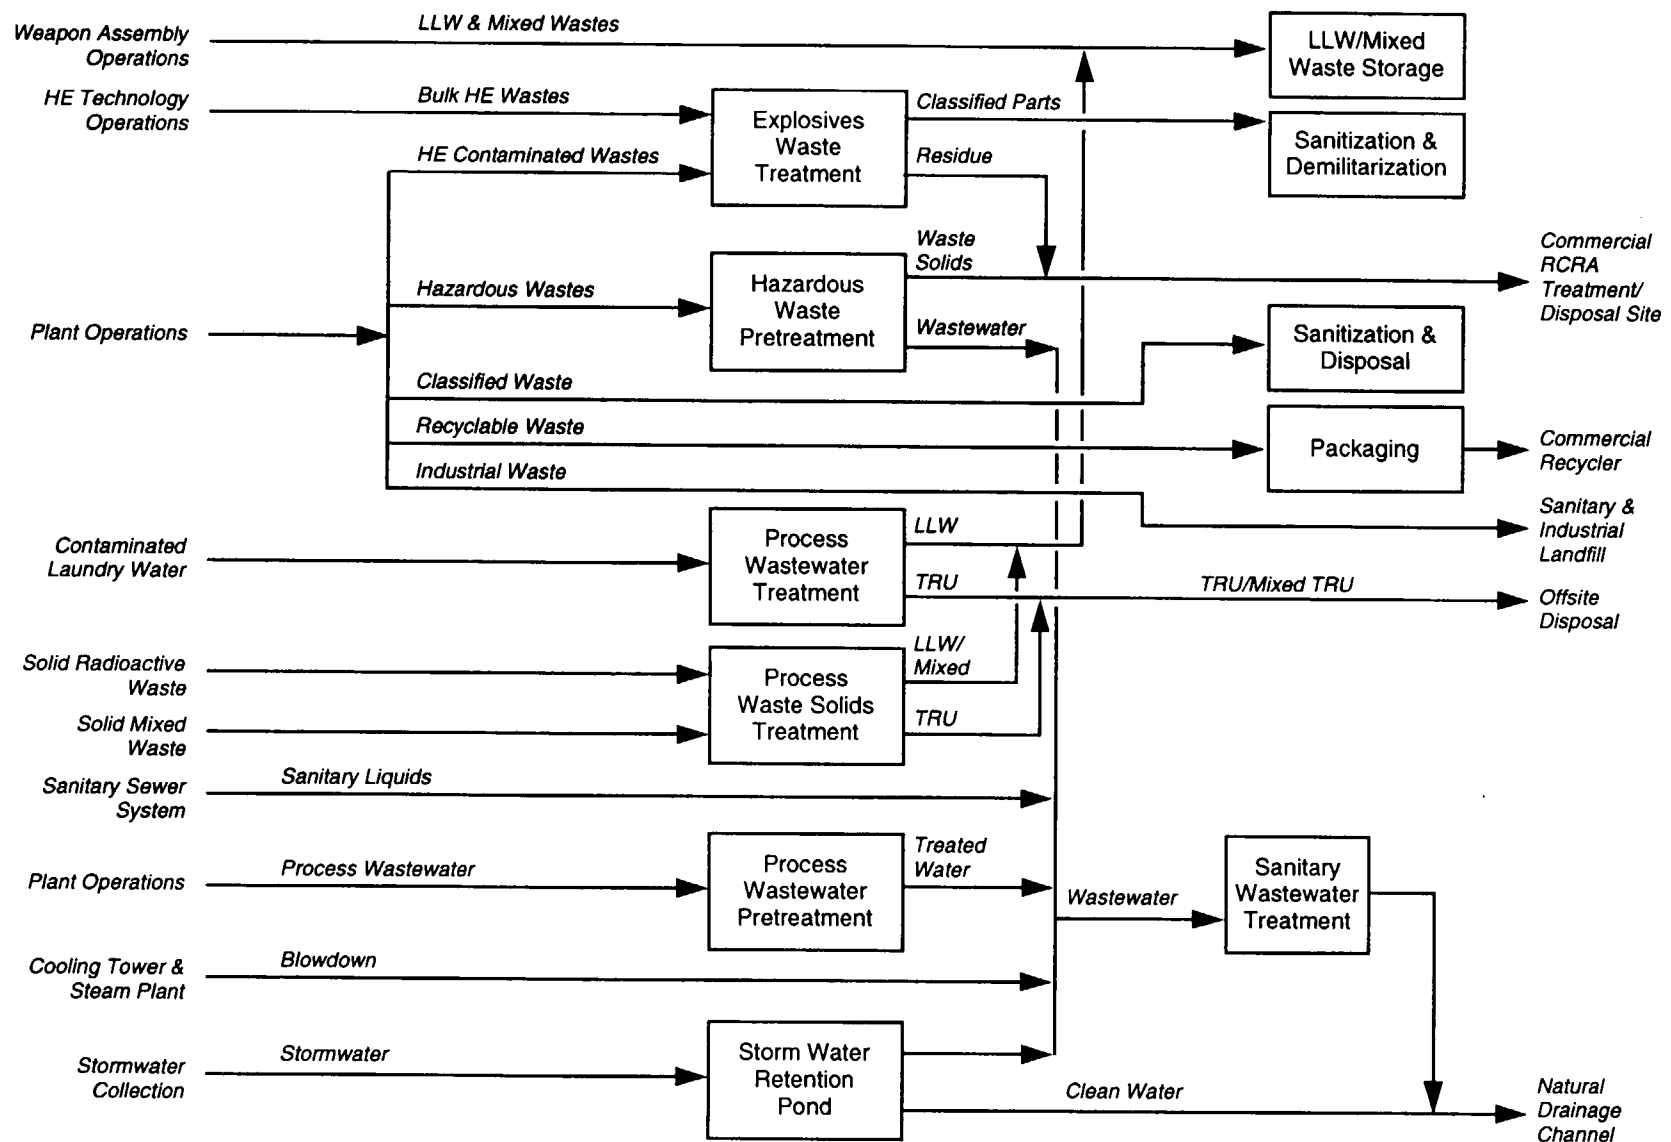 Weapon Assembly
Operations
LLW & Mixed Wastes
LLW/Mixed
Waste Storage
HE Technology
Operations
Bulk HE Wastes
HE Contaminated Wastes
Explosives
Waste
Treatment
Classified Parts
Residue
Sanitization &
Demilitarization
Plant Operations
Hazardous Wastes
Hazardous
Waste
Pretreatment
Waste
Solids
Wastewater
Commercial
RCRA
Treatment/
Disposal Site
Classified Waste
Sanitization &
Disposal
Recyclable Waste
Packaging
Commercial
Recycler
Industrial Waste
Sanitary &
Industrial
Landfill
Contaminated
Laundry Water
Process
Wastewater
Treatment
LLW
TRU
TRU/Mixed TRU
Offsite
Disposal
Solid Radioactive
Waste
Solid Mixed
Waste
Process
Waste Solids
Treatment
LLW/
Mixed
TRU
Sanitary Sewer
System
Sanitary Liquids
Plant Operations
Process Wastewater
Process
Wastewater
Pretreatment
Treated
Water
Wastewater
Sanitary
Wastewater
Treatment
Cooling Tower &
Steam Plant
Blowdown
Stormwater
Collection
Stormwater
Storm Water
Retention
Pond
Clean Water
Natural
Drainage
Channel